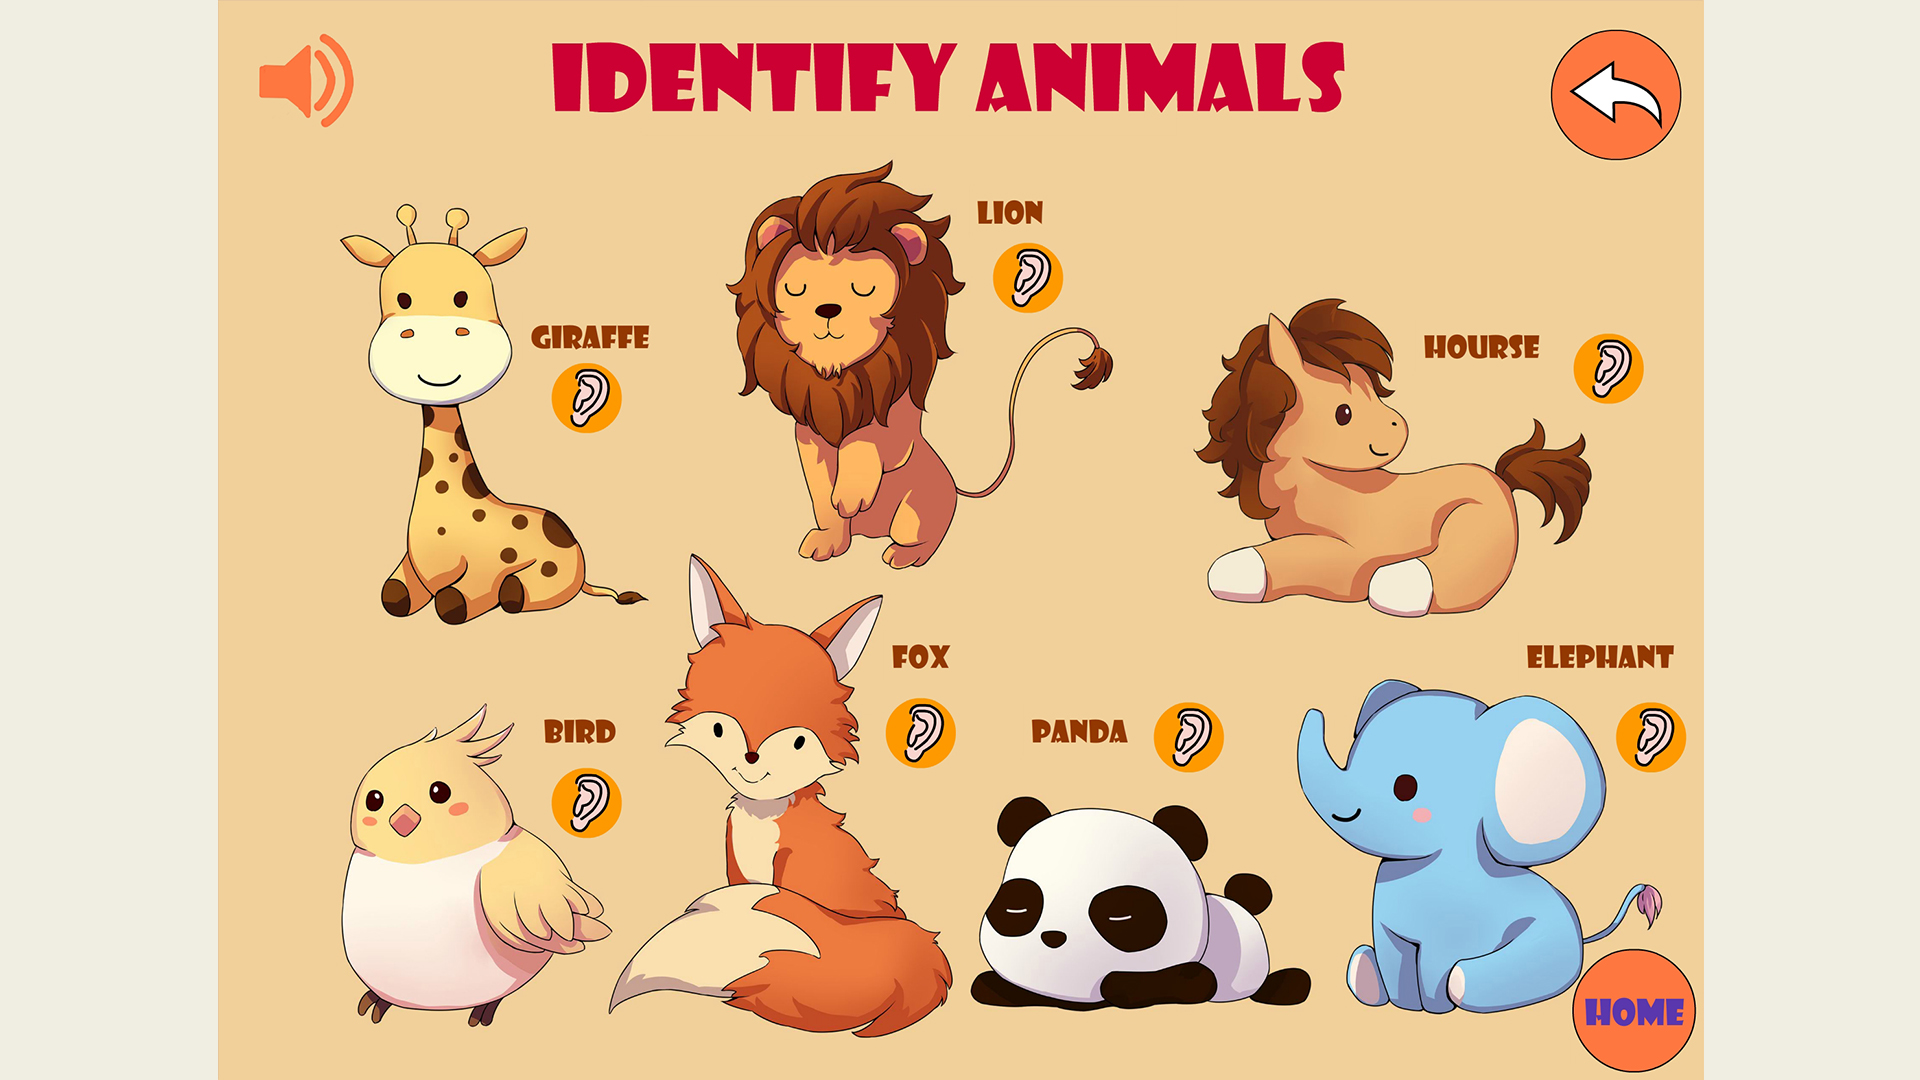 IDENTIFY ANIMALS
LION
GIRAFFE
HOURSE
FOX
ELEPHANT
BIRD
PANDA
HOME